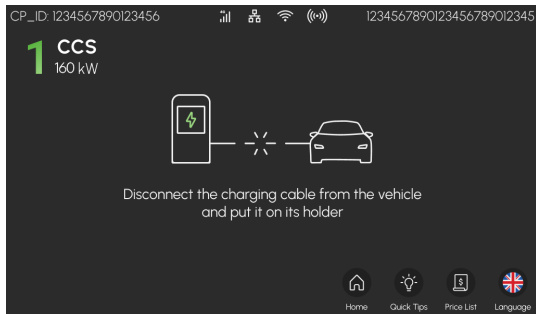 CP_ID: 1234567890123456
1234567890123456789012345
1
CCS
160 kW
Disconnect the charging cable from the vehicle
and put it on its holder
Home
Quick Tips
Price List
Language